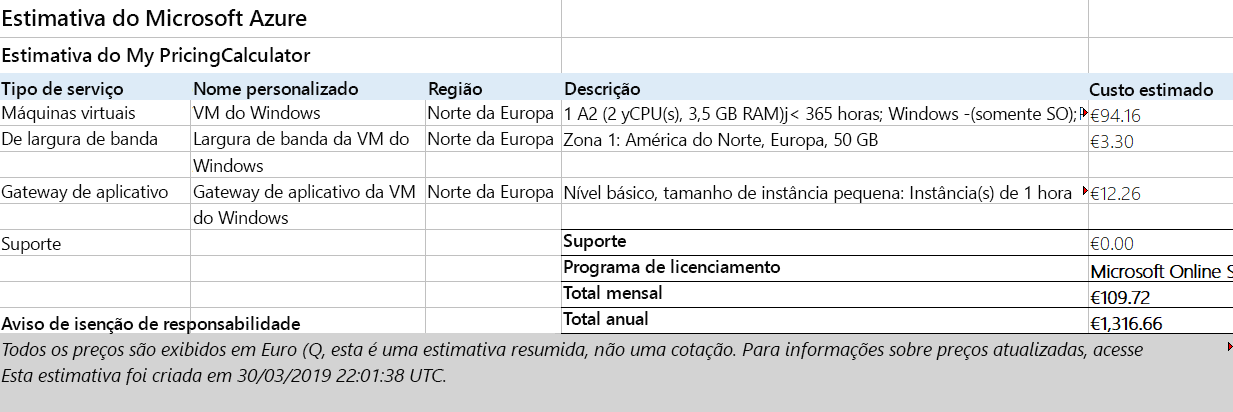 Estimativa do Microsoft Azure
Estimativa do My PricingCalculator
Tipo de serviço Nome personalizado Região Descrição Custo estimado
Máquinas virtuais VM do Windows Norte da Europa 1 A2 (2 yCPU(s), 3,5 GB RAM)j< 365 horas; Windows -(somente SO); €94.16
De largura de banda Largura de banda da VM do Norte da Europa Zona 1: América do Norte, Europa, 50 GB €3.30
Windows
Gateway de aplicativo Gateway de aplicativo da VM Norte da Europa Nível básico, tamanho de instância pequena: Instância(s) de 1 hora €12.26
do Windows
Suporte Suporte €0.00
Programa de licenciamento Microsoft Online S
Total mensal €109.72
Aviso de isenção de responsabilidade Total anual €1,316.66
Todos os preços são exibidos em Euro (Q, esta é uma estimativa resumida, não uma cotação. Para informações sobre preços atualizadas, acesse
Esta estimativa foi criada em 30/03/2019 22:01:38 UTC.